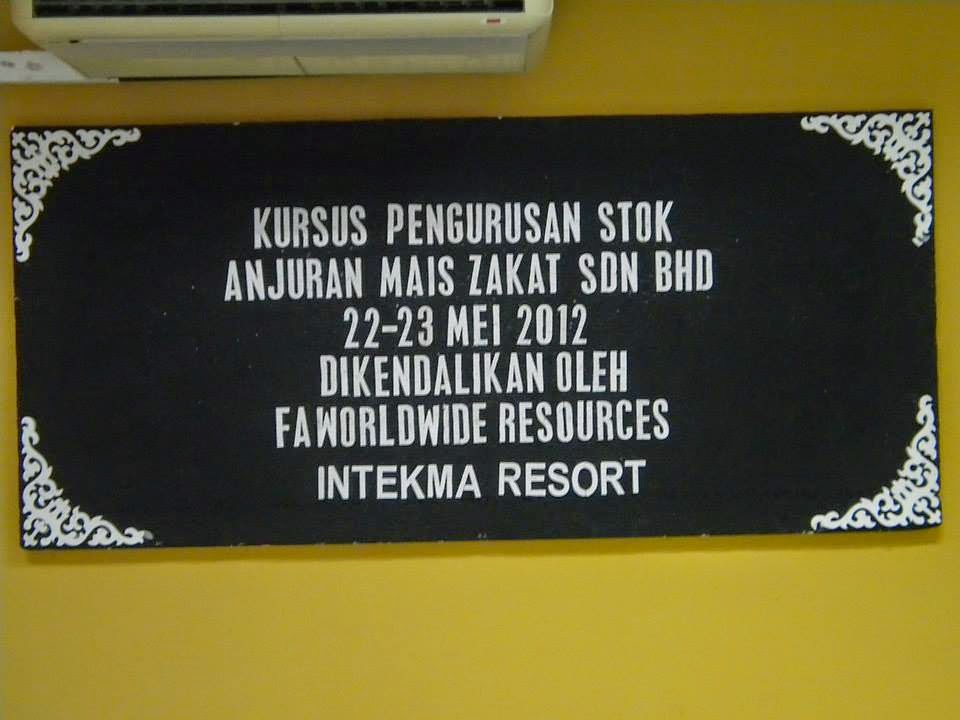 KURSUS PENGURUSAN STOK
ANJURAN MAIS ZAKAT SDN BHD
22-23 MEI 2012
DIKENDALIKAN OLEH
FAWORLDWIDE RESOURCES
INTEKMA RESORT